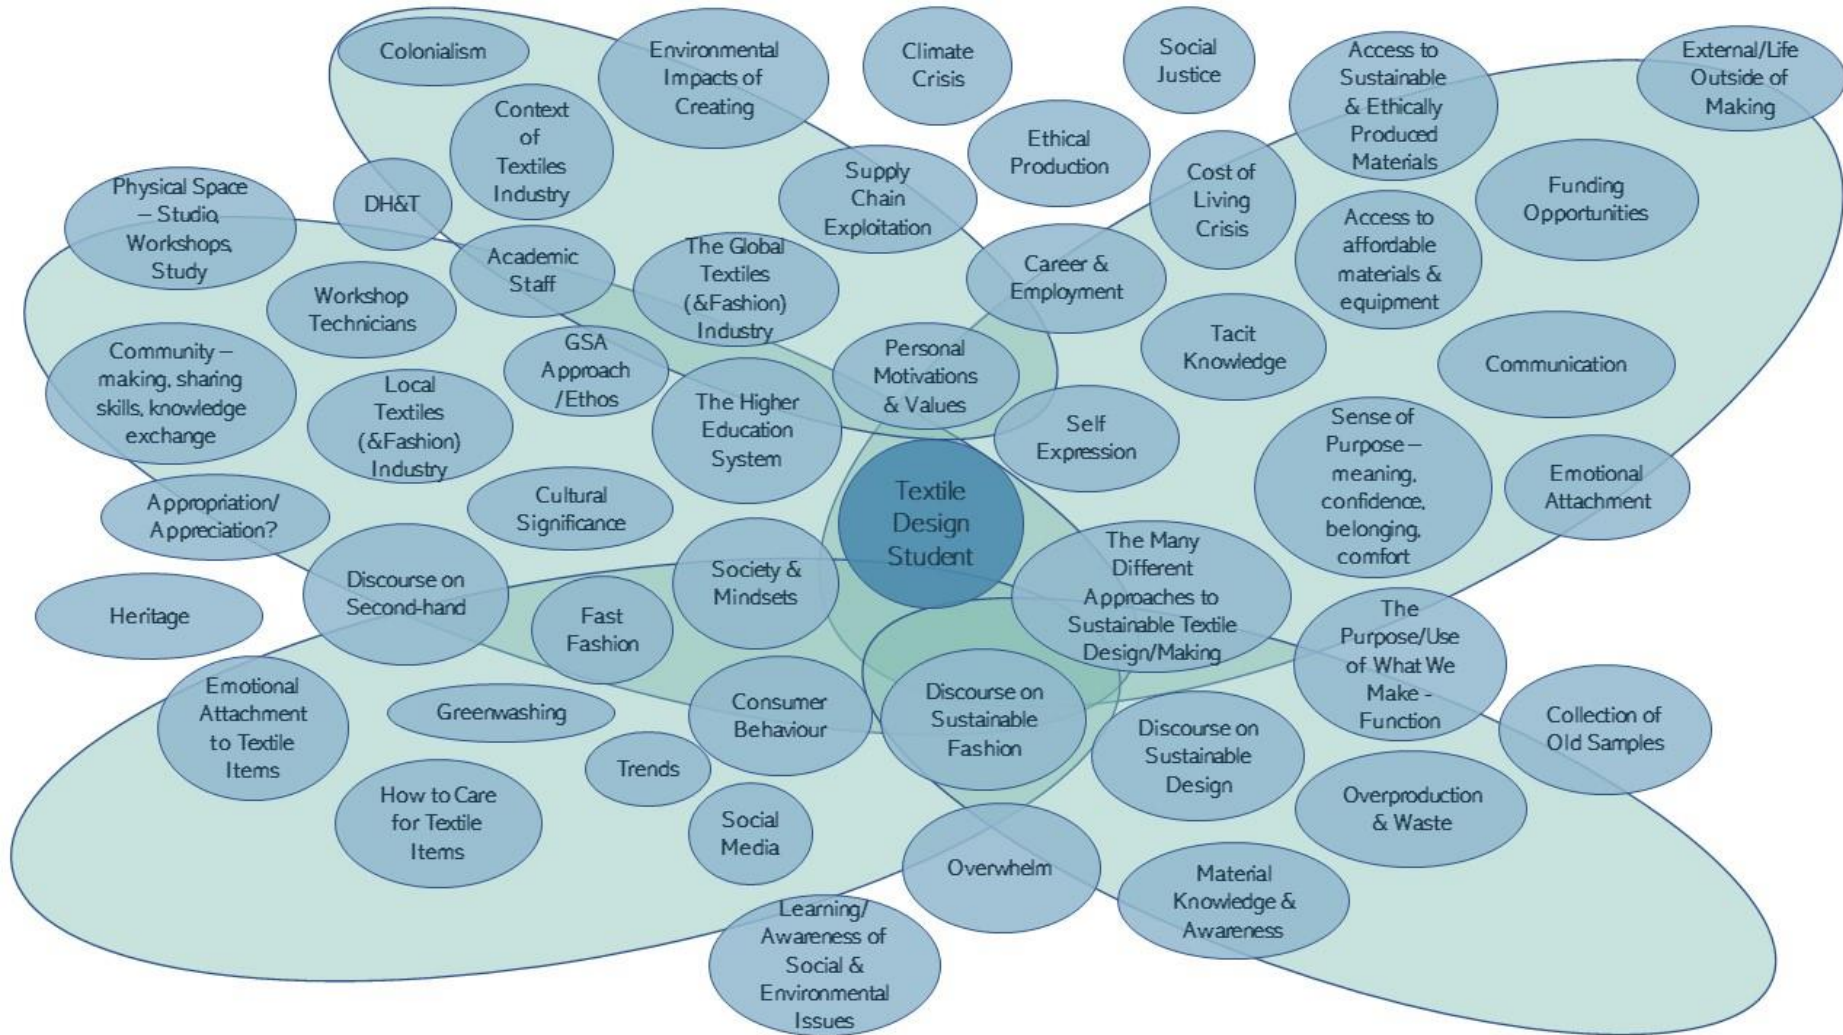 Colonialism
Environmental
Impacts of
Creating
Climate
Crisis
Social
Justice
Access to
Sustainable
& Ethically
Produced
Materials
External/Life
Outside of
Making
Context
of
Textiles
Industry
Ethical
Production
Physical Space
– Studio,
Workshops,
Study
DH&T
Supply
Chain
Exploitation
Cost of
Living
Crisis
Funding
Opportunities
Academic
Staff
The Global
Textiles
(&Fashion)
Industry
Career &
Employment
Access to
affordable
materials &
equipment
Workshop
Technicians
Community –
making, sharing
skills, knowledge
exchange
GSA
Approach
/Ethos
Personal
Motivations
& Values
Tacit
Knowledge
Communication
Local
Textiles
(&Fashion)
Industry
The Higher
Education
System
Self
Expression
Sense of
Purpose –
meaning,
confidence,
belonging,
comfort
Emotional
Attachment
Appropriation/
Appreciation?
Cultural
Significance
Textile
Design
Student
Heritage
Discourse on
Second-hand
Fast
Fashion
Society &
Mindsets
The Many
Different
Approaches to
Sustainable Textile
Design/Making
The
Purpose/Use
of What We
Make -
Function
Emotional
Attachment
to Textile
Items
Greenwashing
Consumer
Behaviour
Discourse on
Sustainable
Fashion
Discourse on
Sustainable
Design
Collection of
Old Samples
Trends
How to Care
for Textile
Items
Social
Media
Overproduction
& Waste
Overwhelm
Material
Knowledge &
Awareness
Learning/
Awareness of
Social &
Environmental
Issues